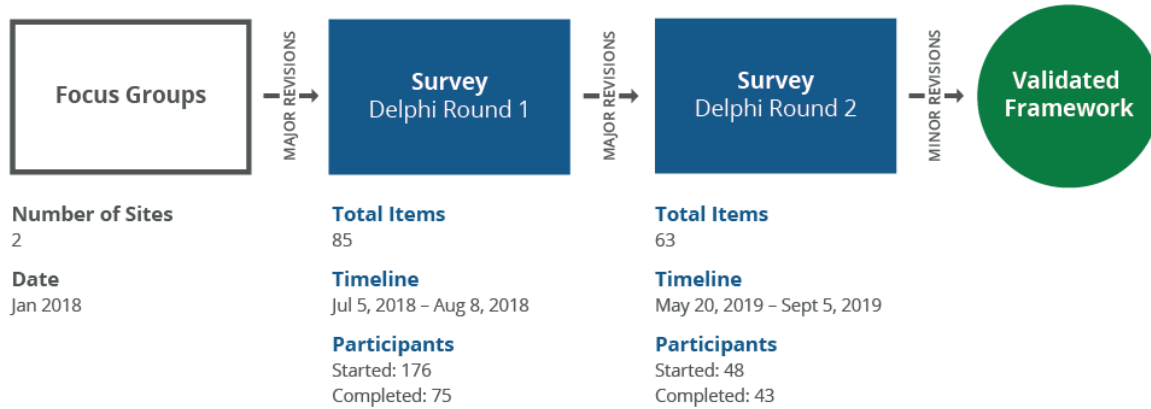 Focus Groups
MAJOR REVISIONS
Survey
Delphi Round 1
MAJOR REVISIONS
Survey
Delphi Round 2
MINOR REVISIONS
Validated
Framework
Number of Sites
2
Date
Jan 2018
Total Items
85
Timeline
Jul 5, 2018 – Aug 8, 2018
Participants
Started: 176
Completed: 75
Total Items
63
Timeline
May 20, 2019 – Sept 5, 2019
Participants
Started: 48
Completed: 43